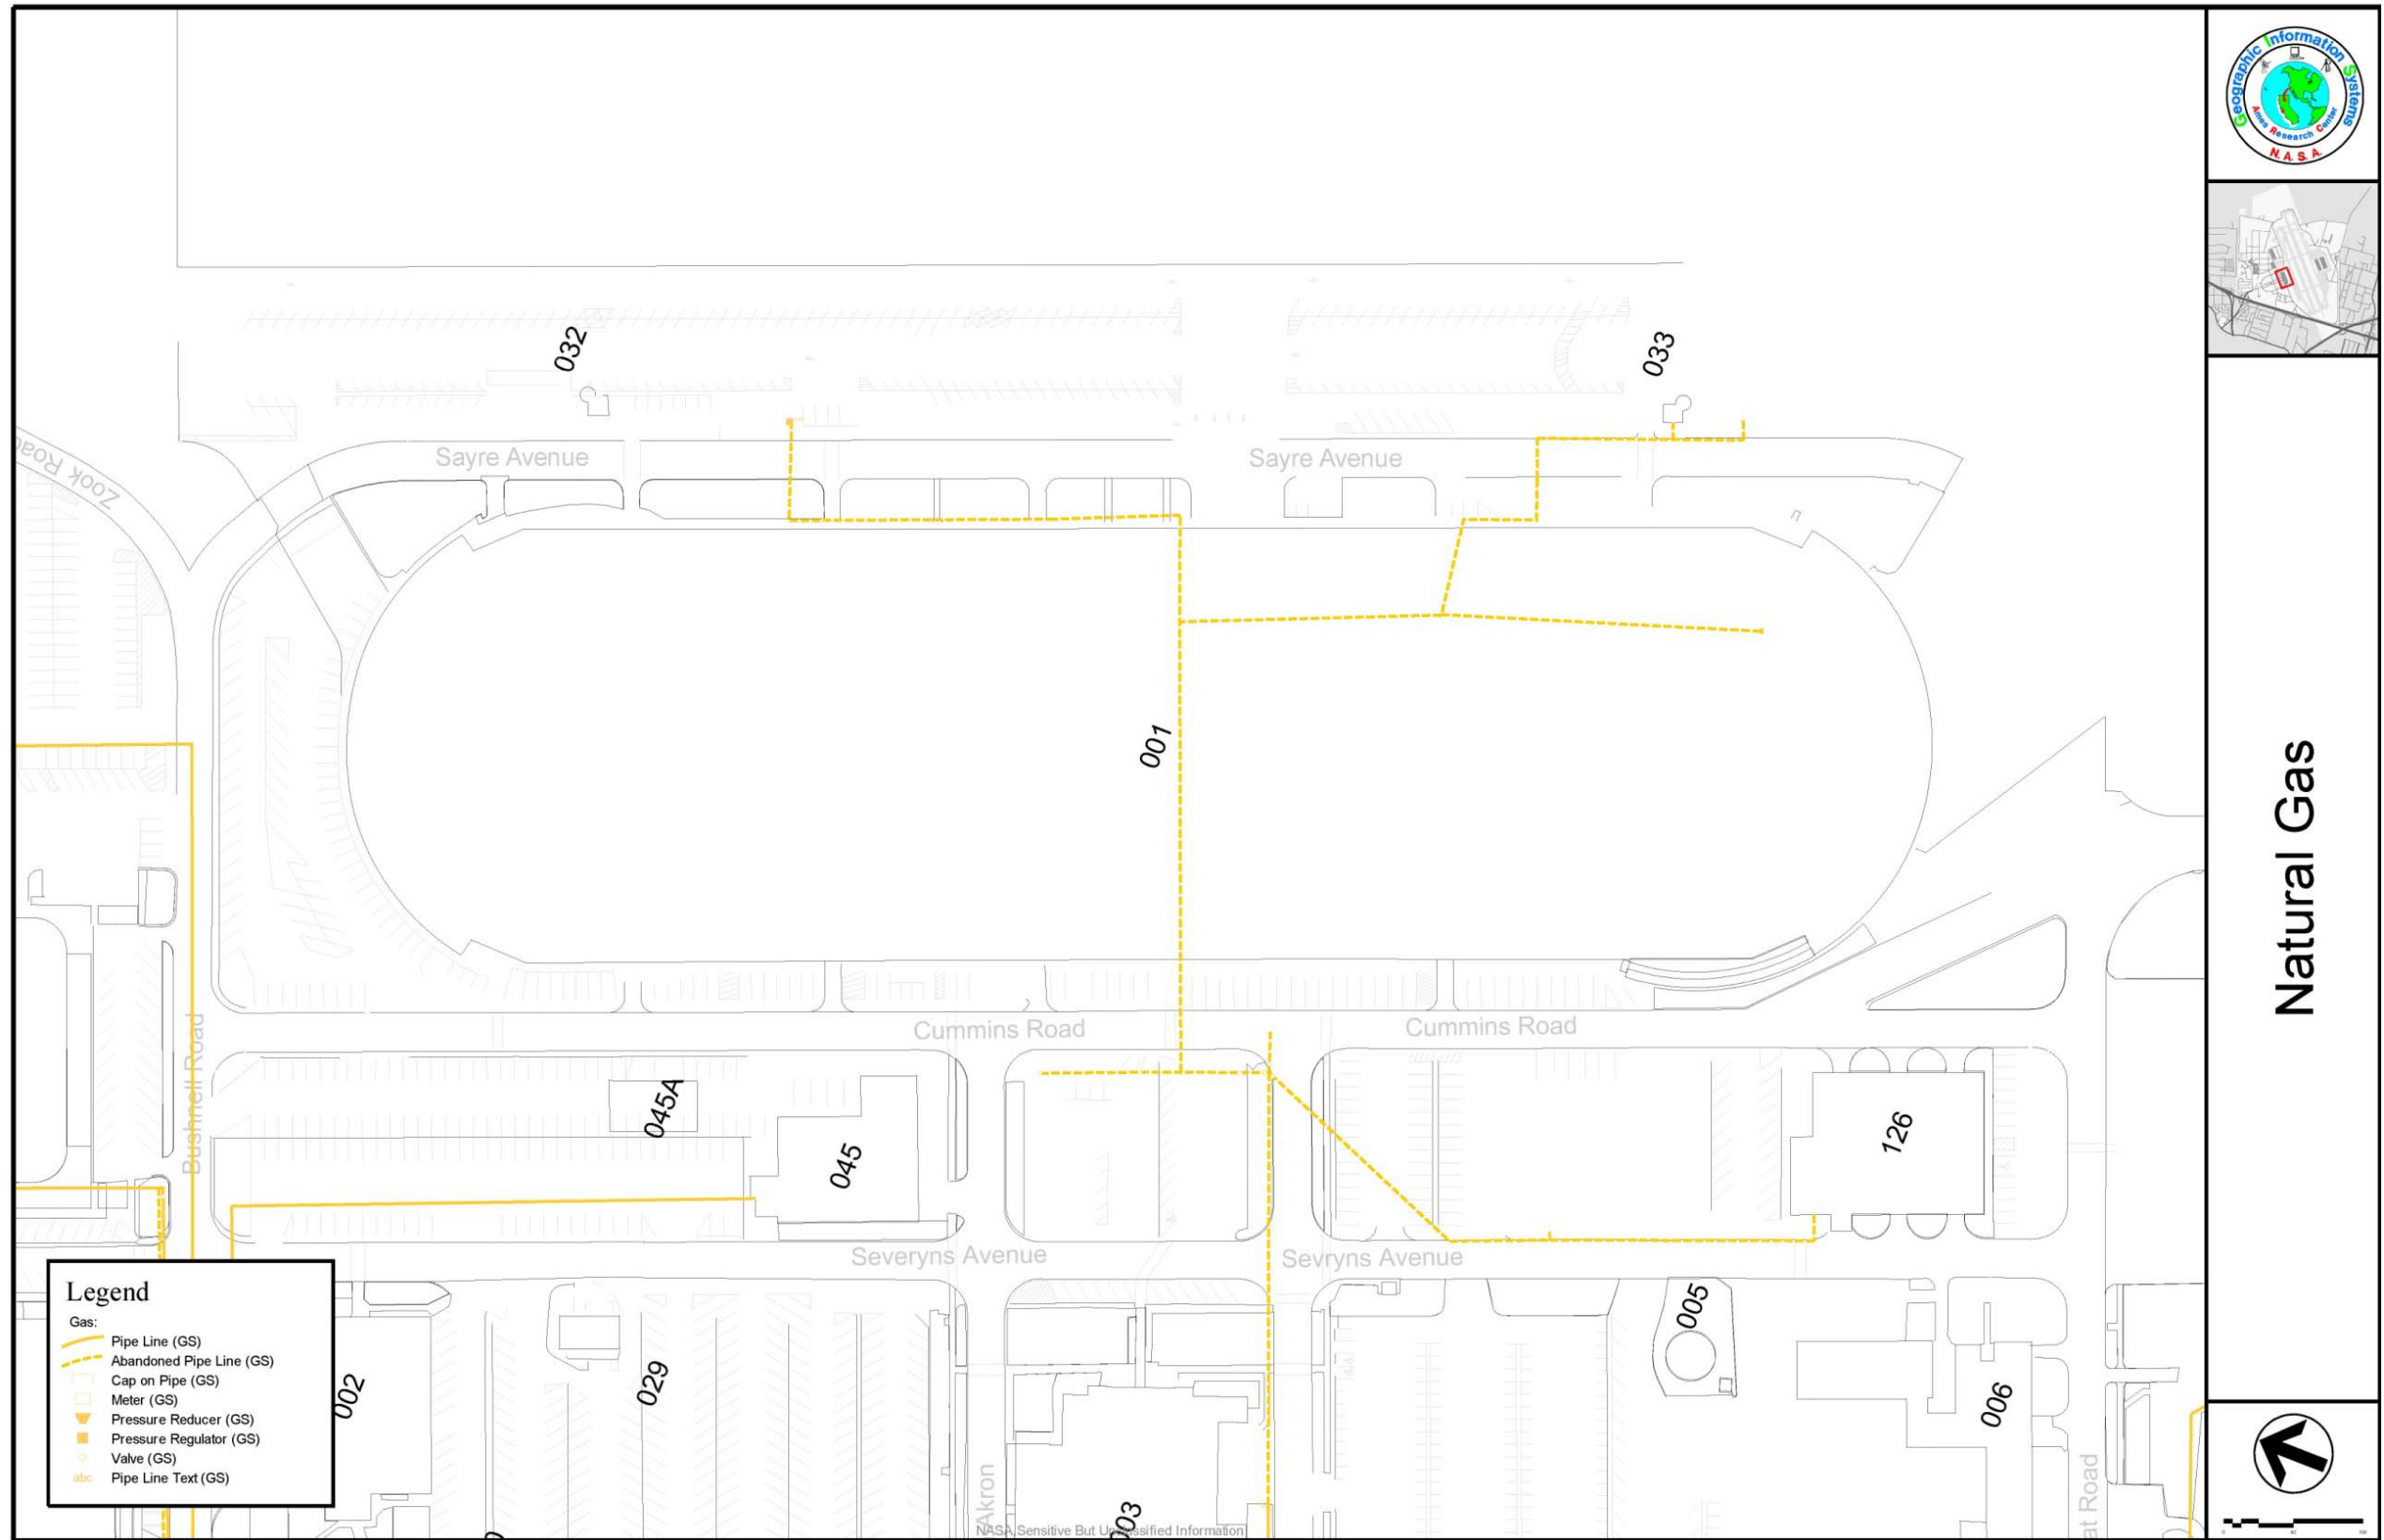 Geographic Information Systems
Ames Research Center
N. A. S. A.
032
033
Sayre Avenue
Sayre Avenue
Zook Road
001
Natural Gas
Cummins Road
Cummins Road
Bushnell Road
045A
045
126
Severyns Avenue
Sevryns Avenue
005
029
002
006
003
Akron
at Road
Legend
Gas:
Pipe Line (GS)
Abandoned Pipe Line (GS)
Cap on Pipe (GS)
Meter (GS)
Pressure Reducer (GS)
Pressure Regulator (GS)
Valve (GS)
abc Pipe Line Text (GS)
NASA Sensitive But Unclassified Information